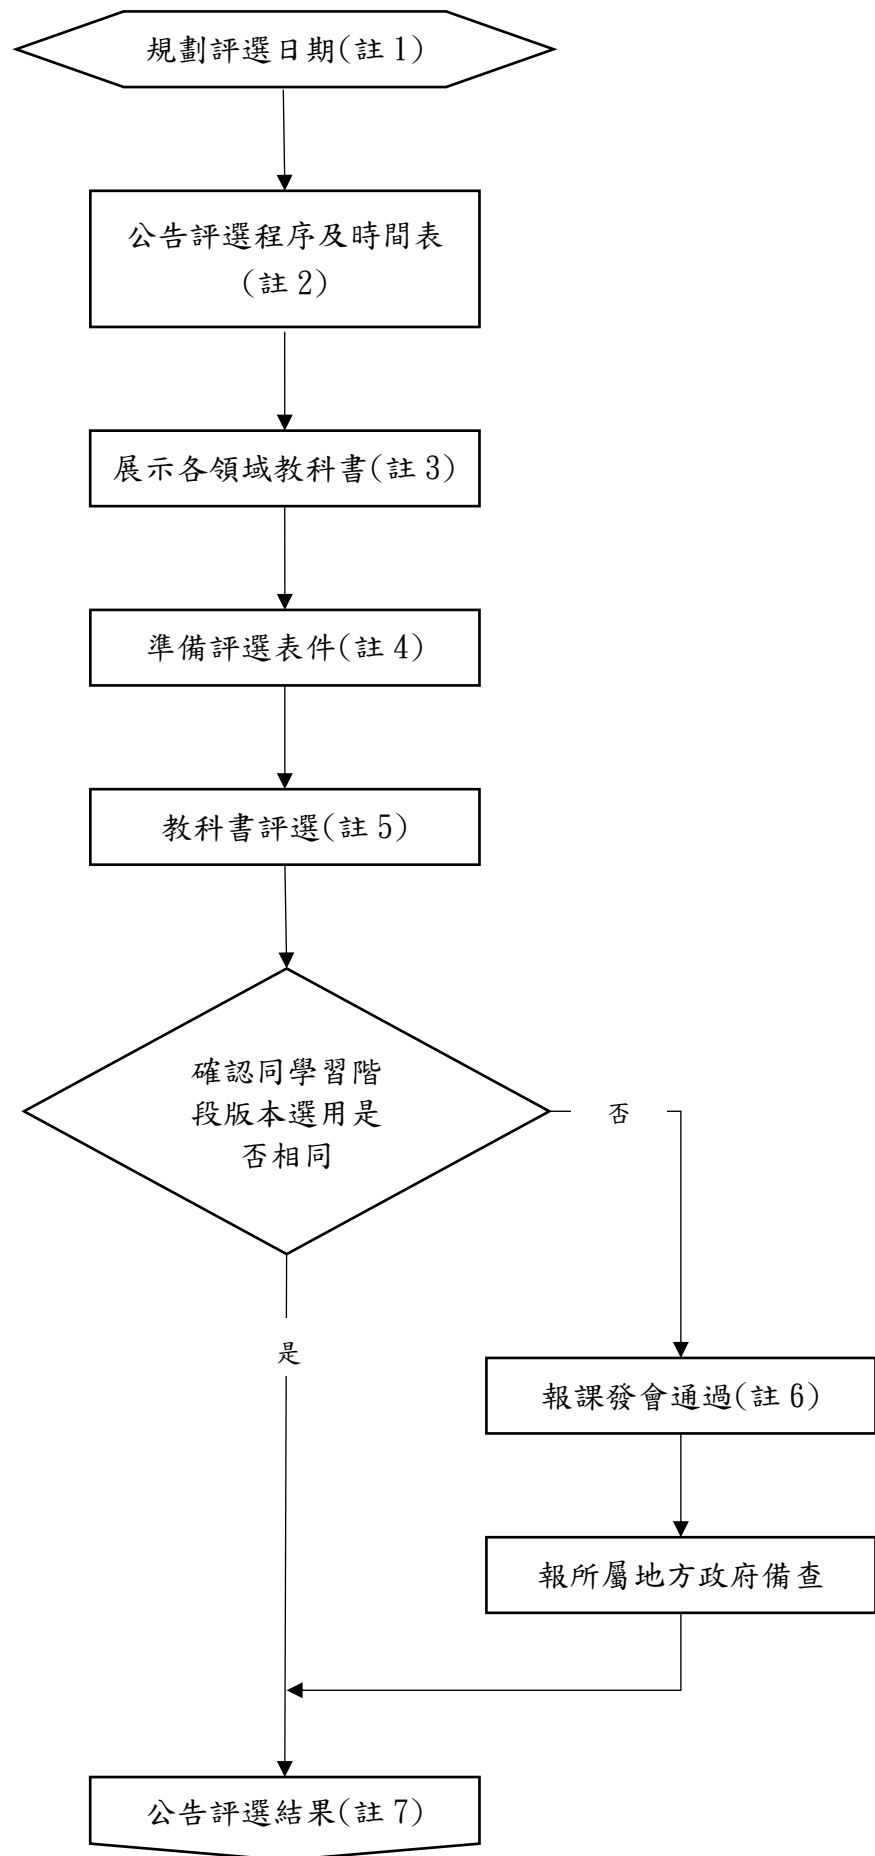 規劃評選日期(註 1)
公告評選程序及時間表
(註 2)
展示各領域教科書(註 3)
準備評選表件(註 4)
教科書評選(註 5)
確認同學習階
段版本選用是
否相同
否
是
報課發會通過(註 6)
報所屬地方政府備查
公告評選結果(註 7)